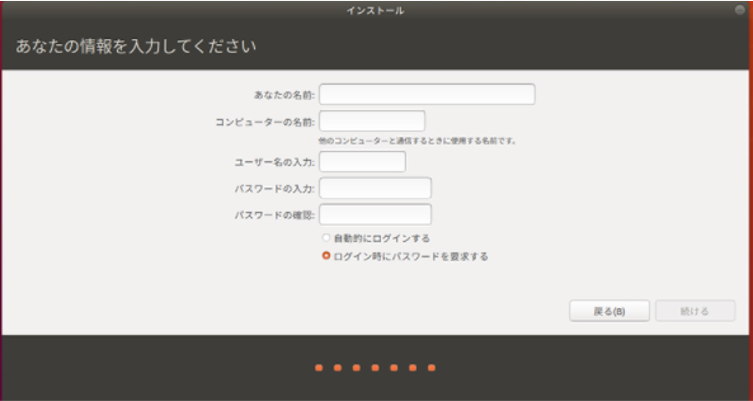 インストール
あなたの情報を入力してください
あなたの名前:
コンピューターの名前:
他のコンピューターと通信するときに使用する名前です。
ユーザー名の入力:
パスワードの入力:
パスワードの確認:
自動的にログインする
ログイン時にパスワードを要求する
戻る(B) 続ける